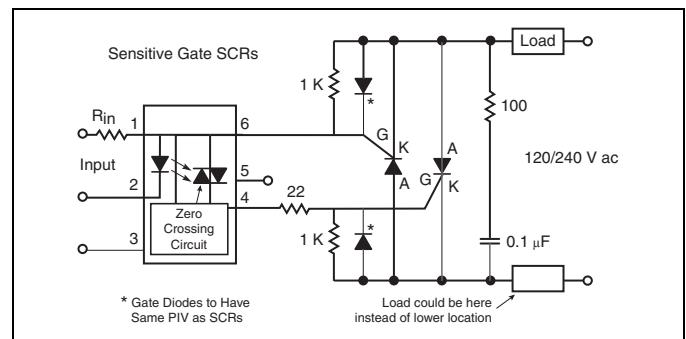 Sensitive Gate SCRs
Load
1 K
*
100
Rin
1
6
G
K
A
Input
5
A
G
K
120/240 V ac
2
4
22
Zero
Crossing
Circuit
3
1 K
*
0.1 μF
* Gate Diodes to Have
Same PIV as SCRs
Load could be here
instead of lower location